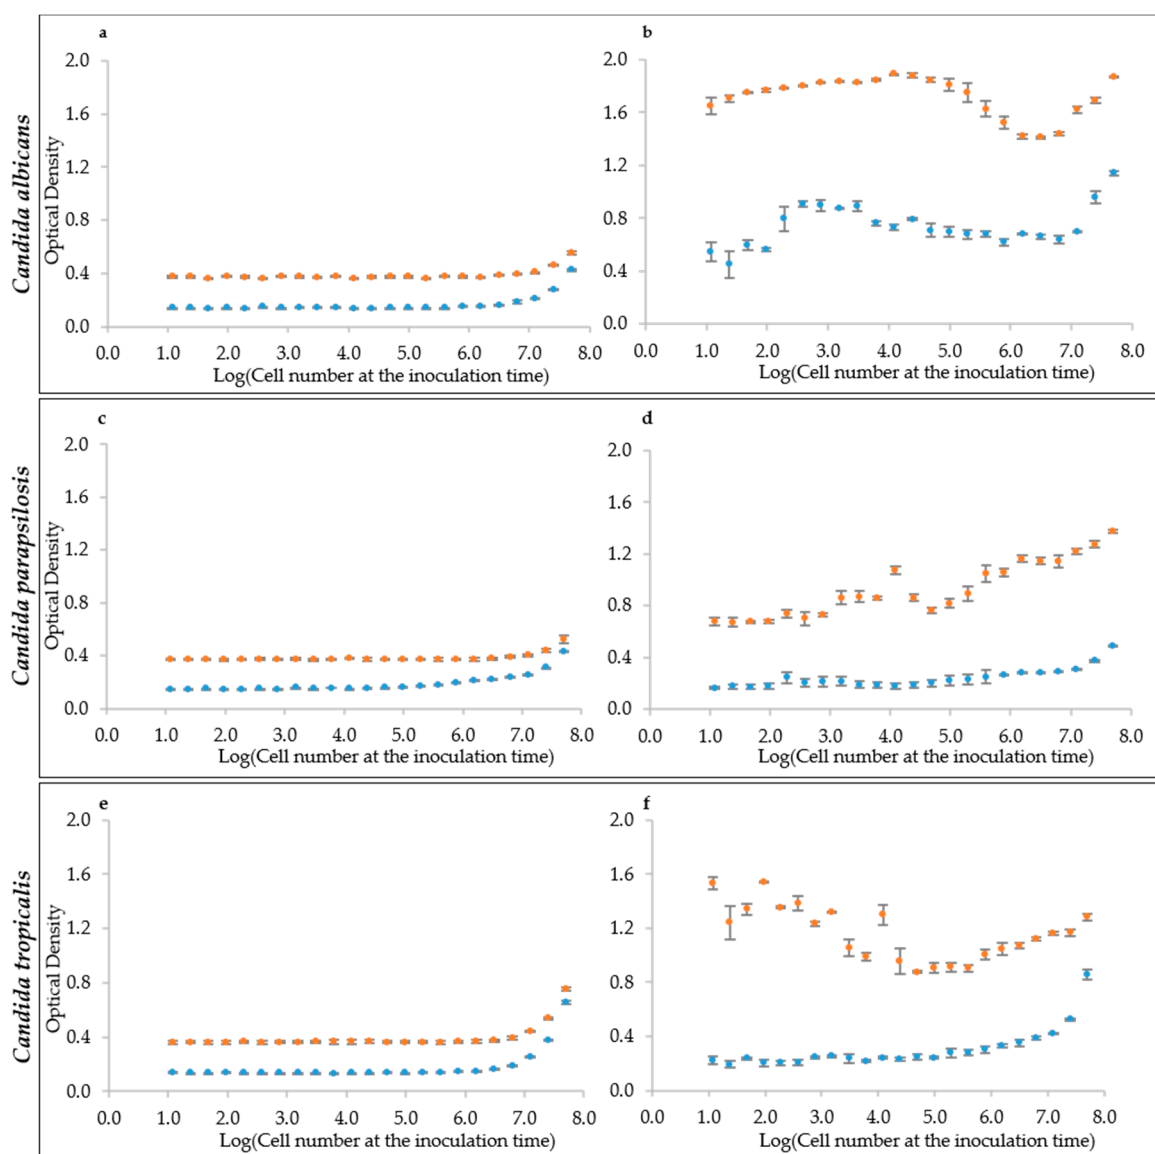 a
2.0
1.6
1.2
0.8
0.4
0.0
0.0 1.0 2.0 3.0 4.0 5.0 6.0 7.0 8.0
Log(Cell number at the inoculation time)
Optical Density
Candida albicans
b
2.0
1.6
1.2
0.8
0.4
0.0
0.0 1.0 2.0 3.0 4.0 5.0 6.0 7.0 8.0
Log(Cell number at the inoculation time)
c
2.0
1.6
1.2
0.8
0.4
0.0
0.0 1.0 2.0 3.0 4.0 5.0 6.0 7.0 8.0
Log(Cell number at the inoculation time)
Optical Density
Candida parapsilosis
d
2.0
1.6
1.2
0.8
0.4
0.0
0.0 1.0 2.0 3.0 4.0 5.0 6.0 7.0 8.0
Log(Cell number at the inoculation time)
e
2.0
1.6
1.2
0.8
0.4
0.0
0.0 1.0 2.0 3.0 4.0 5.0 6.0 7.0 8.0
Log(Cell number at the inoculation time)
Optical Density
Candida tropicalis
f
2.0
1.6
1.2
0.8
0.4
0.0
0.0 1.0 2.0 3.0 4.0 5.0 6.0 7.0 8.0
Log(Cell number at the inoculation time)